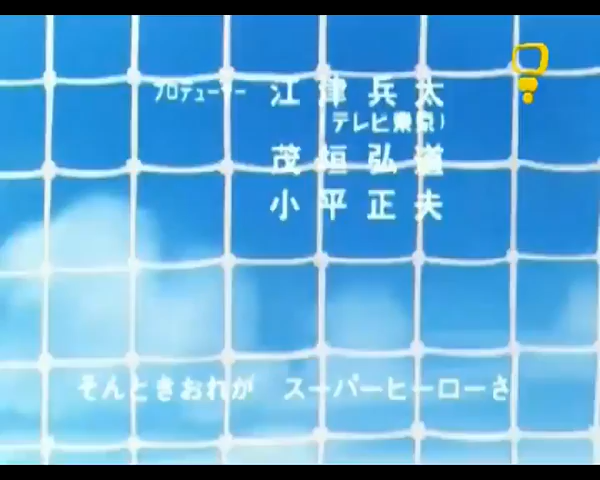 プロデューサー 江津兵太
(テレビ東京)
茂垣弘道
小平正夫
そんときおれが スーパーヒーローさ